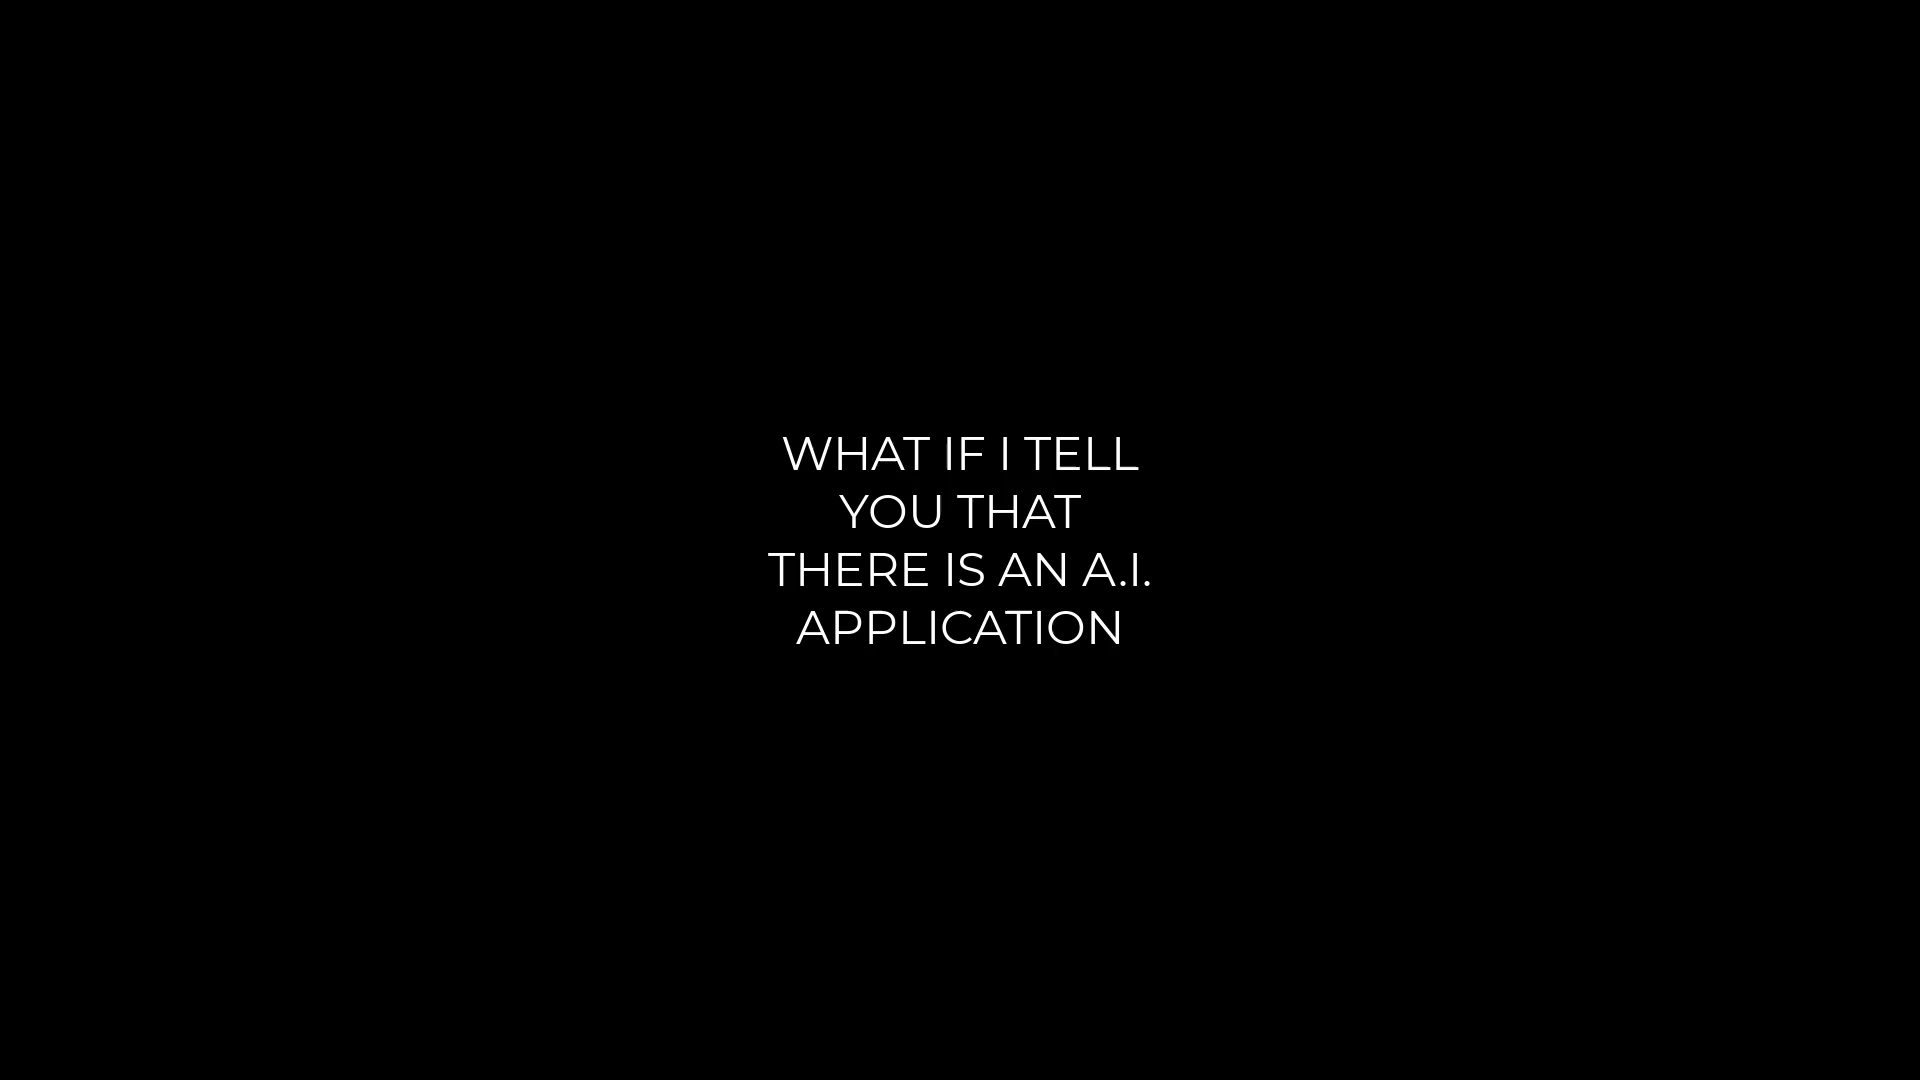 WHAT IF I TELL
YOU THAT
THERE IS AN A.I.
APPLICATION